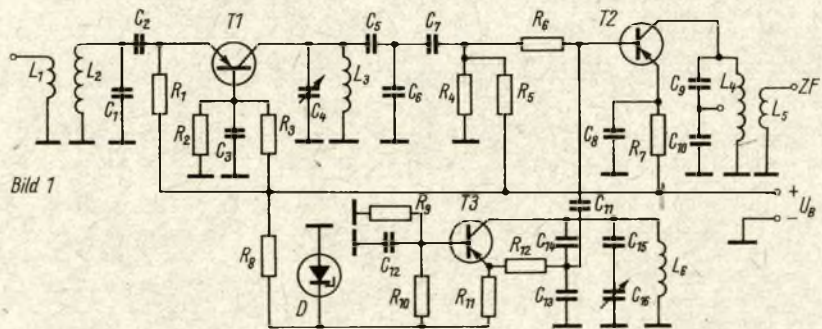 C2
T1
C5
C7
R6
T2
L1
L2
C1
R1
R2
C3
R3
C4
L3
C6
R4
R5
C8
R7
C9
C10
L4
L5
ZF
Bild 1
+
UB
−
R8
D
R9
C12
R10
T3
R11
R12
C11
C14
C13
C15
C16
L6